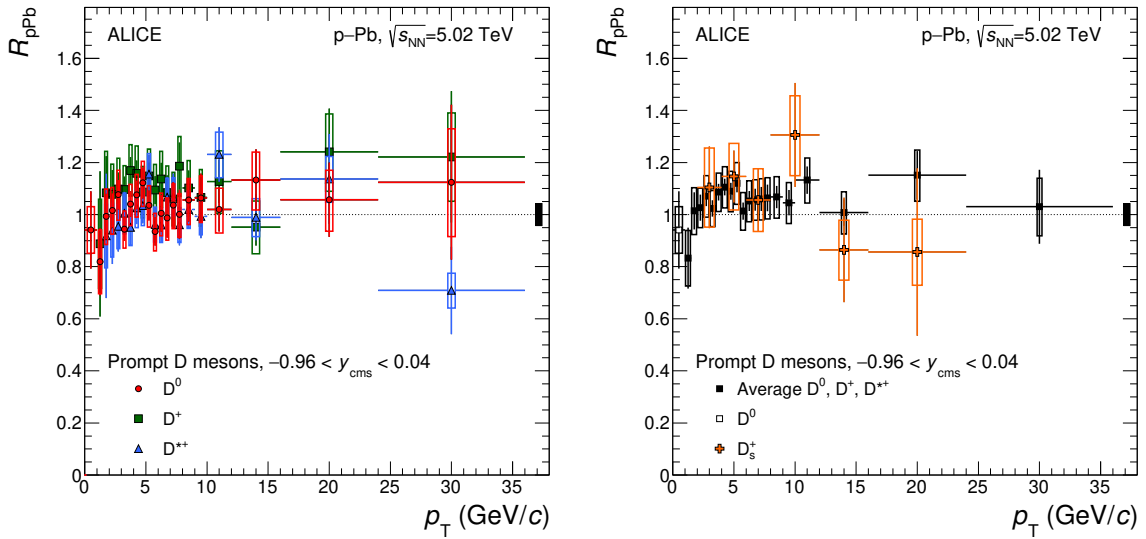 R_pPb
ALICE
p–Pb, √s_NN=5.02 TeV
1.6
1.4
1.2
1
0.8
0.6
0.4
0.2
0
Prompt D mesons, −0.96 < y_cms < 0.04
D^0
D^+
D^*+
0 5 10 15 20 25 30 35
p_T (GeV/c)
R_pPb
ALICE
p–Pb, √s_NN=5.02 TeV
1.6
1.4
1.2
1
0.8
0.6
0.4
0.2
0
Prompt D mesons, −0.96 < y_cms < 0.04
Average D^0, D^+, D^*+
D^0
D_s^+
0 5 10 15 20 25 30 35
p_T (GeV/c)